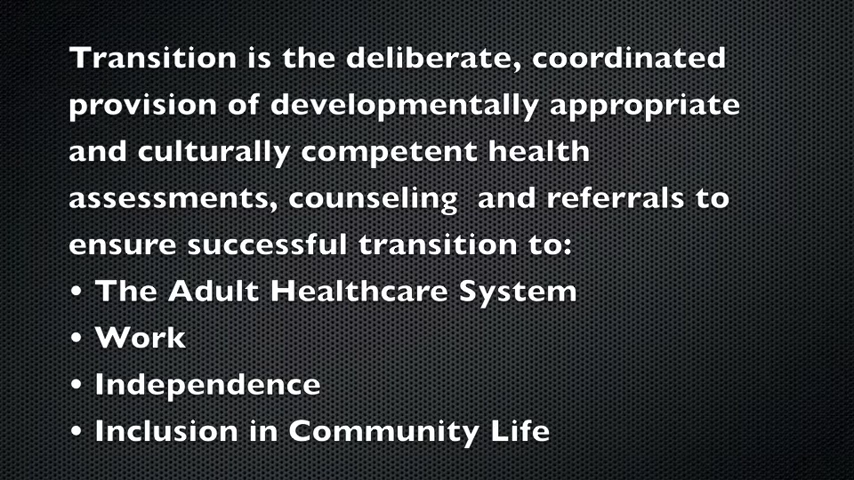 Transition is the deliberate, coordinated
provision of developmentally appropriate
and culturally competent health
assessments, counseling  and referrals to
ensure successful transition to:
• The Adult Healthcare System
• Work
• Independence
• Inclusion in Community Life